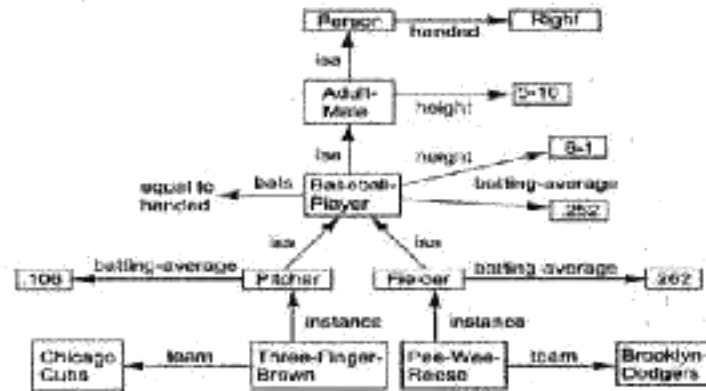 Person
handed
Right
isa
Adult-
Male
height
5-10
isa
height
6-1
equal to
handed
bats
Baseball-
Player
batting-average
.252
isa
isa
.106
batting-average
Pitcher
Fielder
batting-average
.262
instance
instance
Chicago
Cubs
team
Three-Finger-
Brown
Pee-Wee-
Reese
team
Brooklyn-
Dodgers